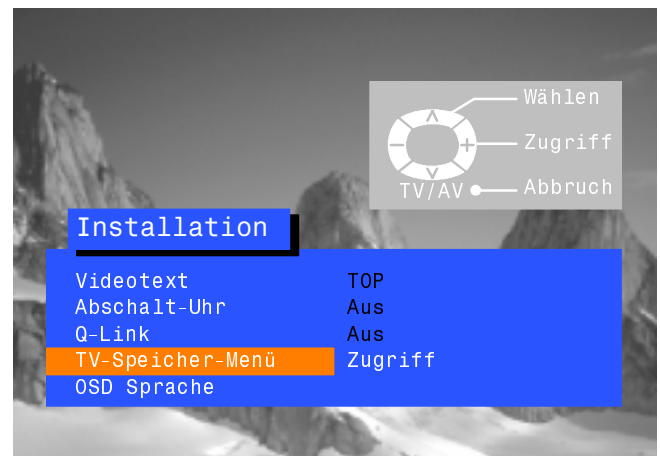 Wählen
Zugriff
TV/AV Abbruch
Installation
Videotext TOP
Abschalt-Uhr Aus
Q-Link Aus
TV-Speicher-Menü Zugriff
OSD Sprache